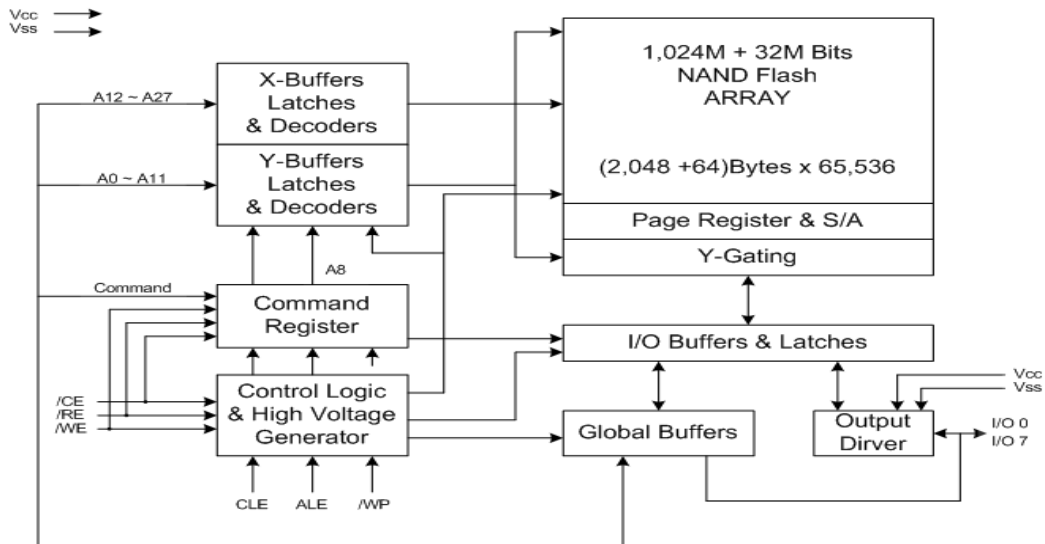 Vcc
Vss
A12 ~ A27
X-Buffers
Latches
& Decoders
A0 ~ A11
Y-Buffers
Latches
& Decoders
1,024M + 32M Bits
NAND Flash
ARRAY
(2,048 +64)Bytes x 65,536
Page Register & S/A
Y-Gating
A8
Command
Command
Register
I/O Buffers & Latches
/CE
/RE
/WE
Control Logic
& High Voltage
Generator
Global Buffers
Output
Dirver
Vcc
Vss
I/O 0
I/O 7
CLE
ALE
/WP